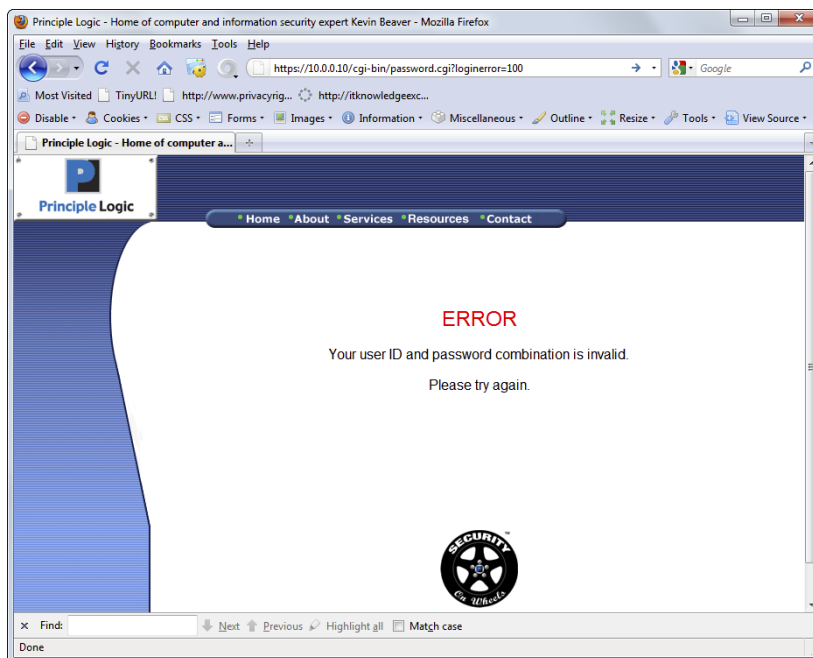 Principle Logic - Home of computer and information security expert Kevin Beaver - Mozilla Firefox
File Edit View History Bookmarks Tools Help
https://10.0.0.10/cgi-bin/password.cgi?loginerror=100 Google
Most Visited TinyURL! http://www.privacyrig... http://itknowledgeexc...
Disable Cookies CSS Forms Images Information Miscellaneous Outline Resize Tools View Source
Principle Logic - Home of computer a...
P
Principle Logic
Home About Services Resources Contact
ERROR
Your user ID and password combination is invalid.
Please try again.
SECURITY ™
On Wheels
× Find: Next Previous Highlight all Match case
Done